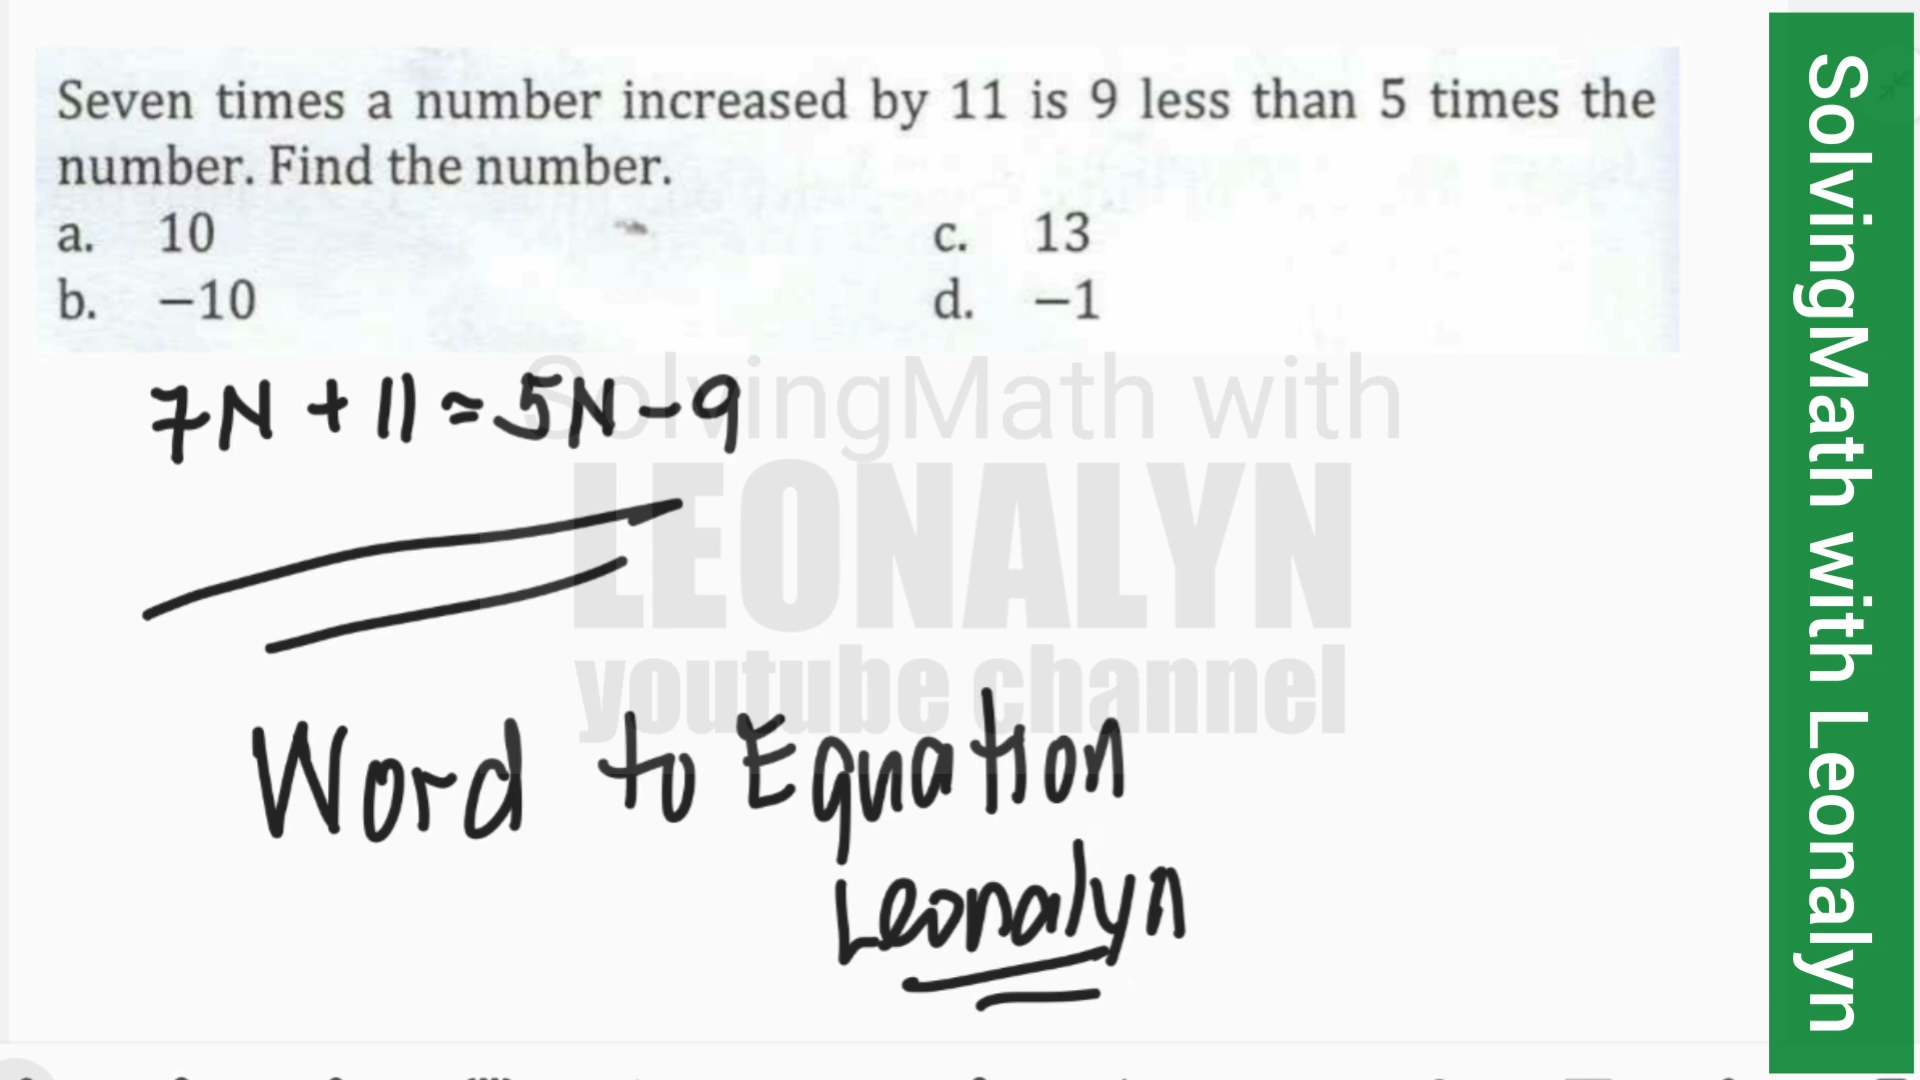 Seven times a number increased by 11 is 9 less than 5 times the
number. Find the number.
a. 10
c. 13
b. −10
d. −1
7N + 11 = 5N - 9
SolvingMath with
LEONALYN
youtube channel
Word to Equation
Leonalyn
SolvingMath with Leonalyn